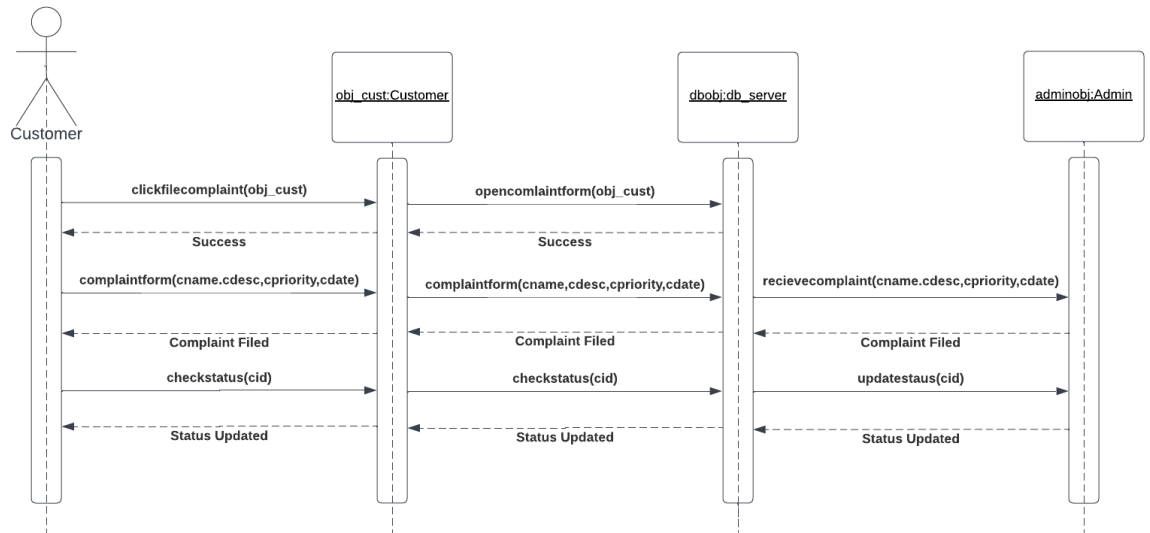 Customer
obj_cust:Customer
dbobj:db_server
adminobj:Admin
clickfilecomplaint(obj_cust)
opencomlaintform(obj_cust)
Success
Success
complaintform(cname.cdesc,cpriority,cdate)
complaintform(cname,cdesc,cpriority,cdate)
recievecomplaint(cname.cdesc,cpriority,cdate)
Complaint Filed
Complaint Filed
Complaint Filed
checkstatus(cid)
checkstatus(cid)
updatestaus(cid)
Status Updated
Status Updated
Status Updated